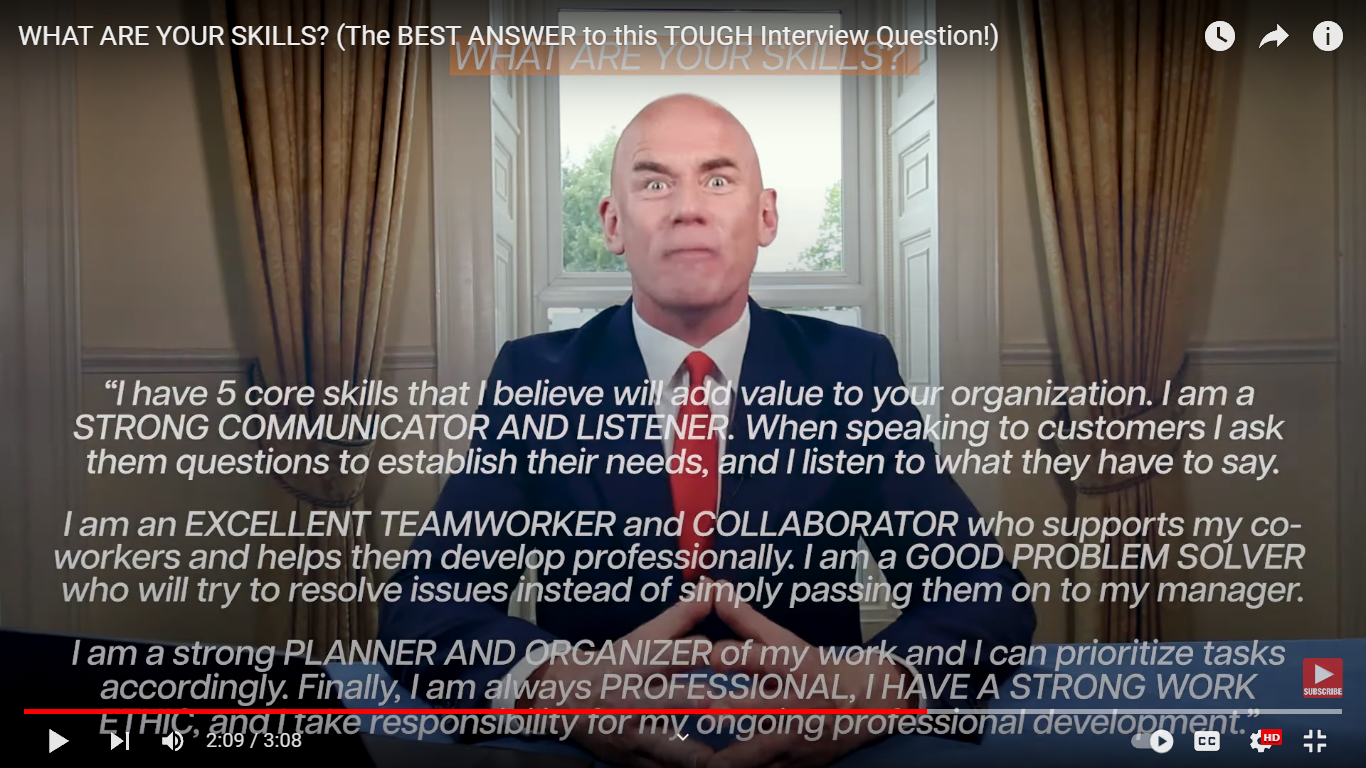 WHAT ARE YOUR SKILLS? (The BEST ANSWER to this TOUGH Interview Question!)
WHAT ARE YOUR SKILLS?
“I have 5 core skills that I believe will add value to your organization. I am a
STRONG COMMUNICATOR AND LISTENER. When speaking to customers I ask
them questions to establish their needs, and I listen to what they have to say.
I am an EXCELLENT TEAMWORKER and COLLABORATOR who supports my co-
workers and helps them develop professionally. I am a GOOD PROBLEM SOLVER
who will try to resolve issues instead of simply passing them on to my manager.
I am a strong PLANNER AND ORGANIZER of my work and I can prioritize tasks
accordingly. Finally, I am always PROFESSIONAL, I HAVE A STRONG WORK
ETHIC, and I take responsibility for my ongoing professional development.”
SUBSCRIBE
2:09 / 3:08
CC
HD